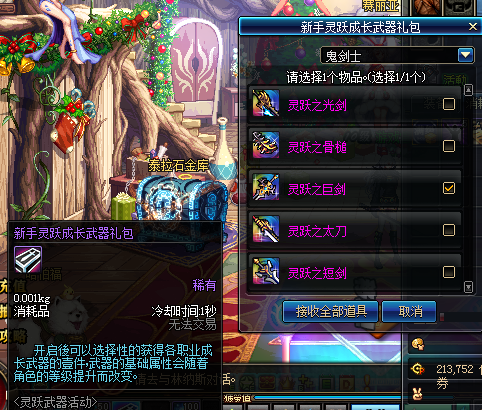 新手灵跃成长武器礼包
鬼剑士
请选择1个物品。(选择1/1个)
灵跃之光剑
灵跃之骨槌
灵跃之巨剑
灵跃之太刀
灵跃之短剑
接收全部道具
取消
泰拉石金库
新手灵跃成长武器礼包
稀有
0.001kg
消耗品
冷却时间:1秒
无法交易
开启後可以选择性的获得各职业成
长武器的壹件,武器的基础属性会随着
角色的等级提升而改变。
<灵跃武器活动>
213,752
券